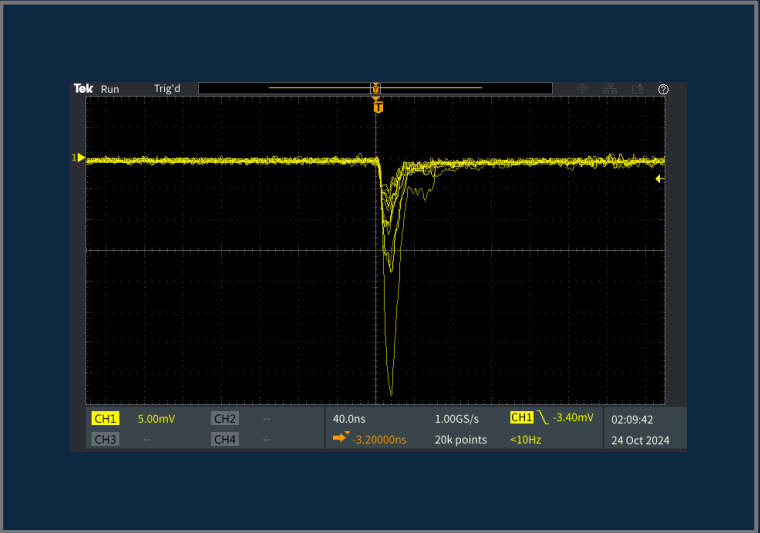 Tek Run Trig'd T ?
T
1
CH1 5.00mV CH2 -- 40.0ns 1.00GS/s CH1 -3.40mV 02:09:42
CH3 -- CH4 -- -3.20000ns 20k points <10Hz 24 Oct 2024